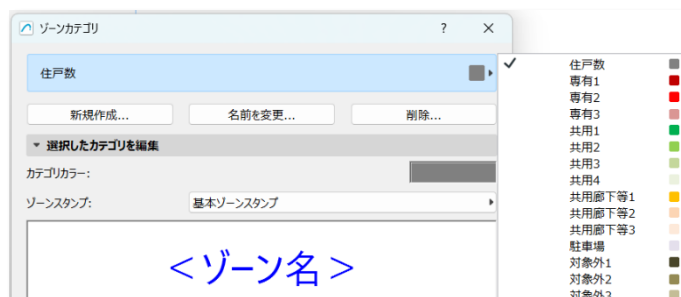 ゾーンカテゴリ
住戸数
新規作成...
名前を変更...
削除...
選択したカテゴリを編集
カテゴリカラー:
ゾーンスタンプ:
基本ゾーンスタンプ
<ゾーン名>
住戸数
専有1
専有2
専有3
共用1
共用2
共用3
共用4
共用廊下等1
共用廊下等2
共用廊下等3
駐車場
対象外1
対象外2
対象外3